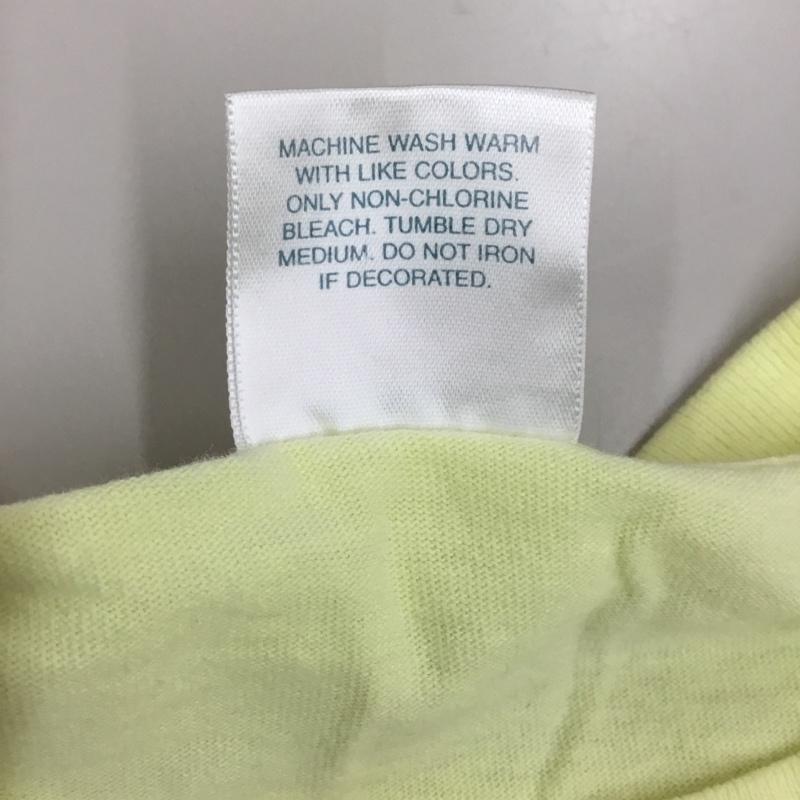 MACHINE WASH WARM
WITH LIKE COLORS.
ONLY NON-CHLORINE
BLEACH. TUMBLE DRY
MEDIUM. DO NOT IRON
IF DECORATED.